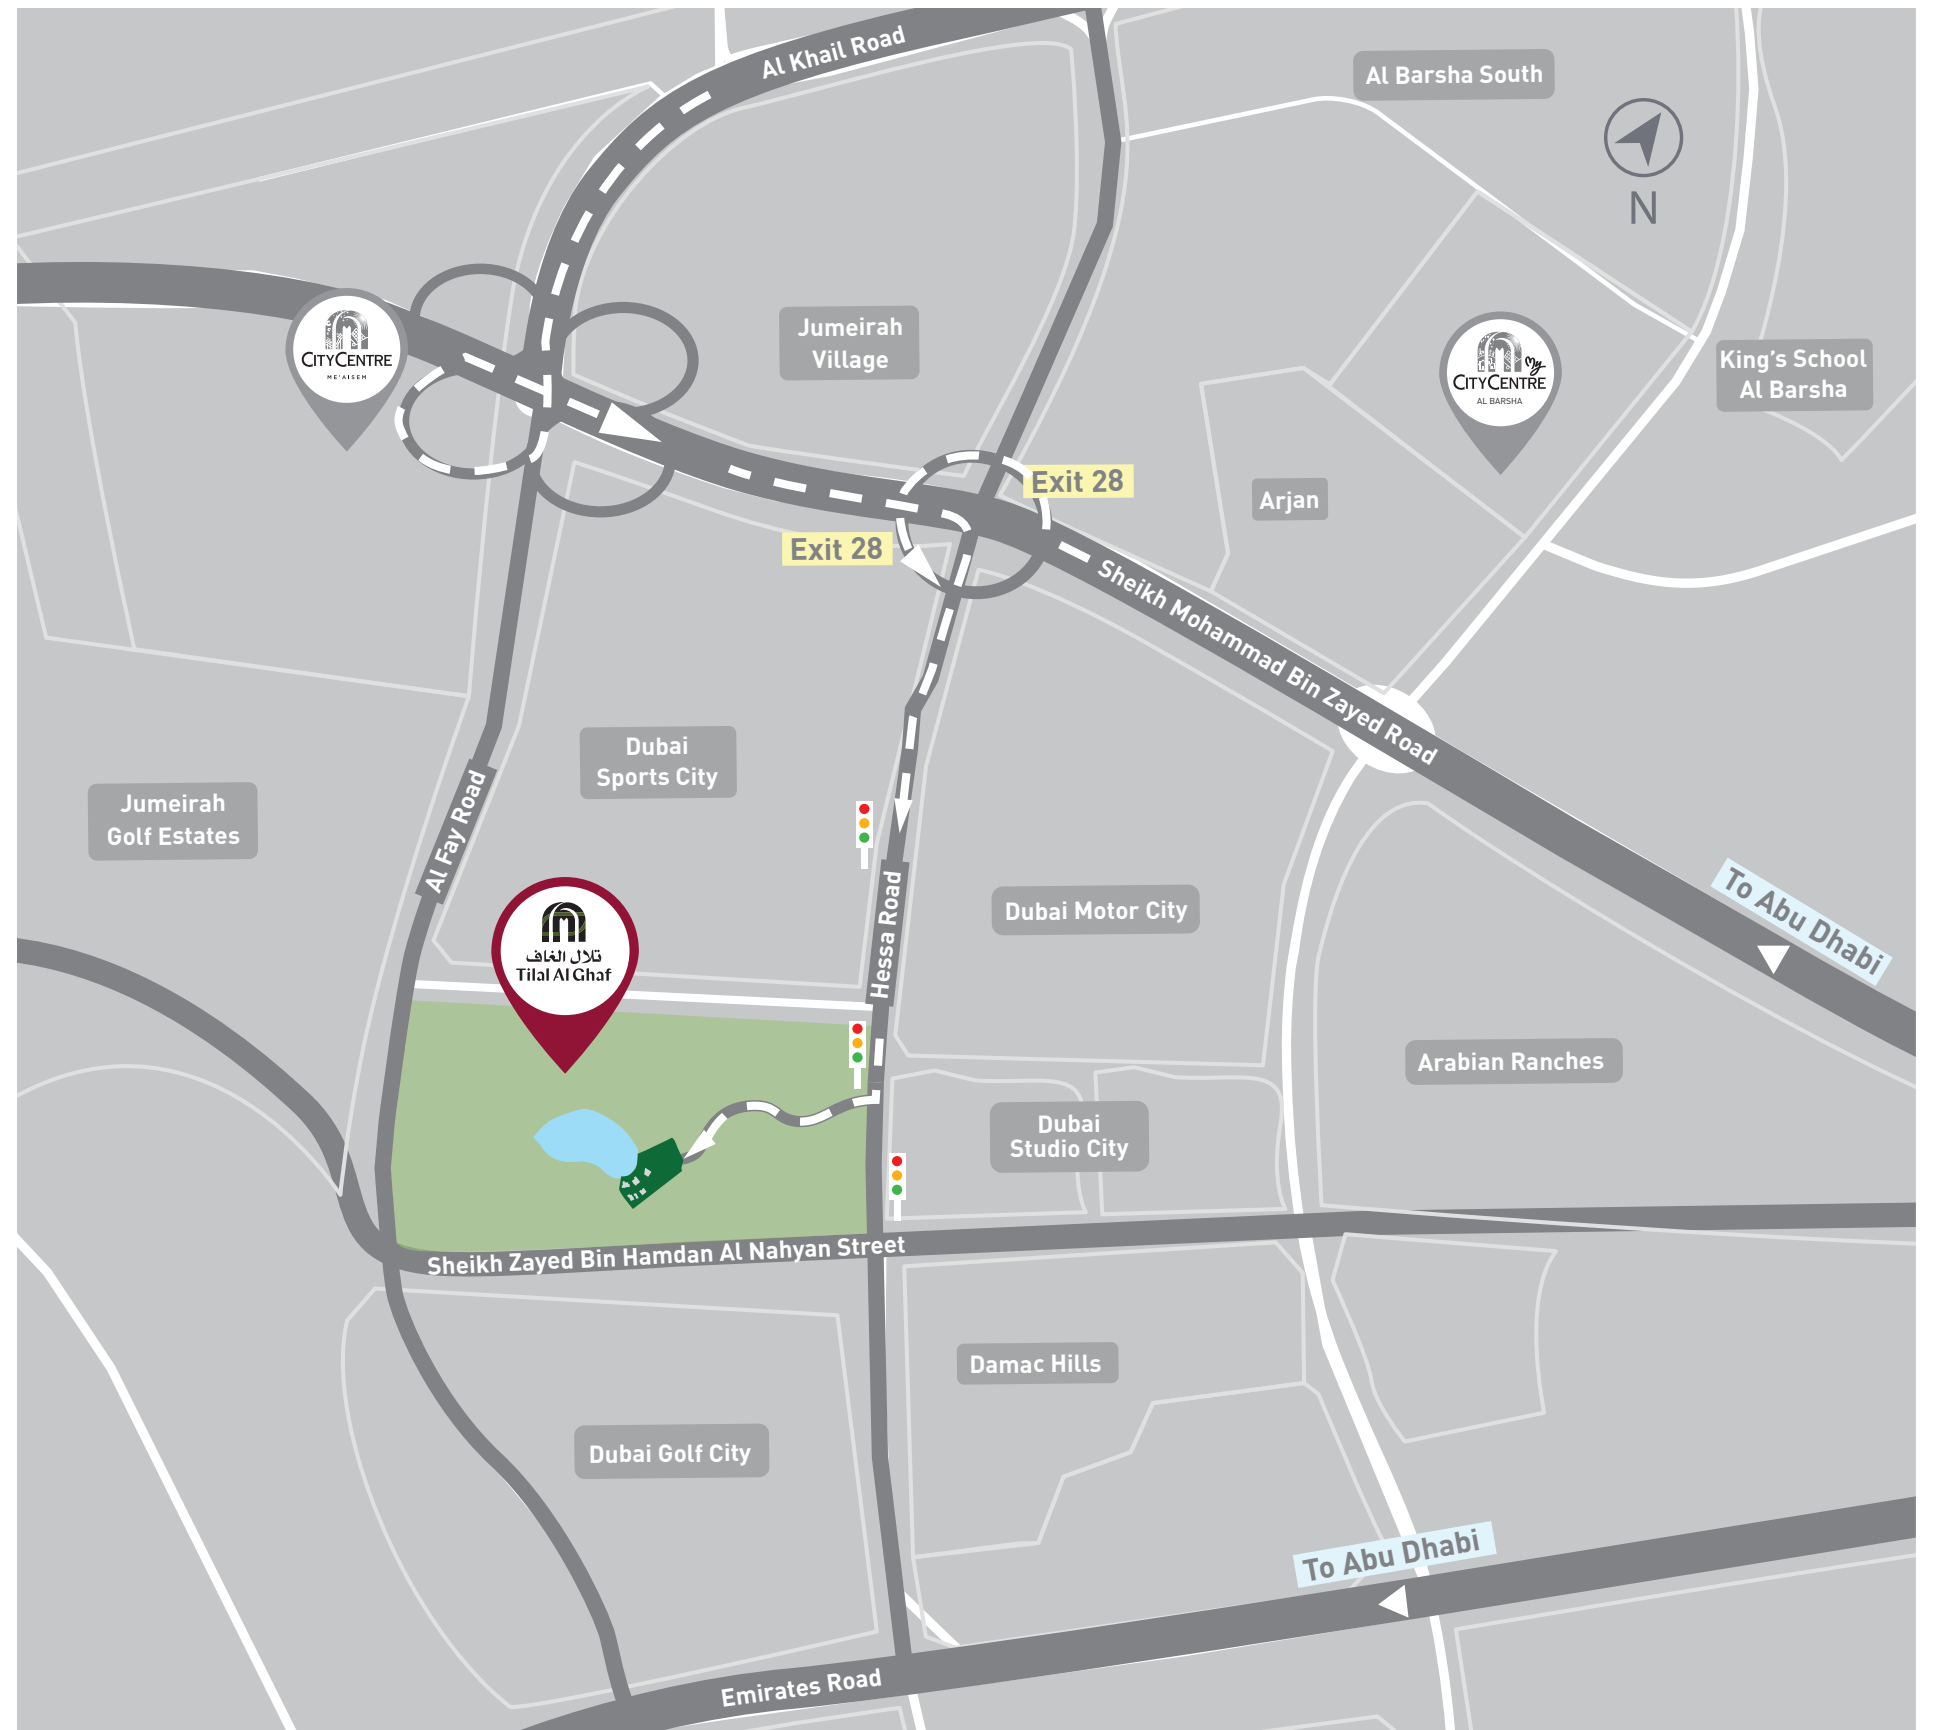 Al Khail Road
Al Barsha South
N
Jumeirah
Village
CITY CENTRE
ME'AISEM
My
CITY CENTRE
AL BARSHA
King's School
Al Barsha
Exit 28
Arjan
Exit 28
Sheikh Mohammad Bin Zayed Road
Dubai
Sports City
Jumeirah
Golf Estates
Al Fay Road
Hessa Road
Dubai Motor City
To Abu Dhabi
تلال الغاف
Tilal Al Ghaf
Arabian Ranches
Dubai
Studio City
Sheikh Zayed Bin Hamdan Al Nahyan Street
Damac Hills
Dubai Golf City
To Abu Dhabi
Emirates Road